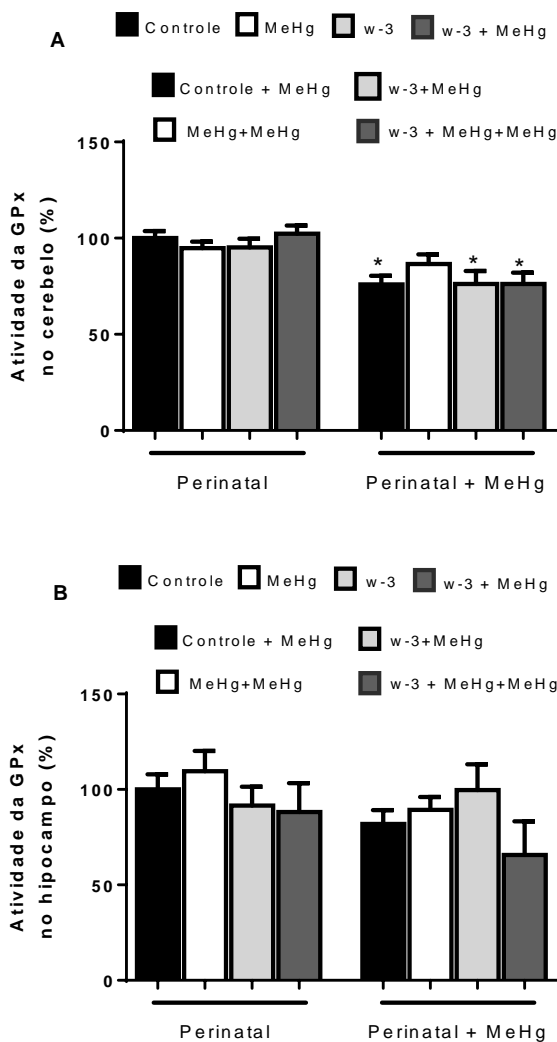 A
Controle MeHg w-3 w-3 + MeHg
Controle + MeHg w-3+MeHg
MeHg+MeHg w-3 + MeHg+MeHg
Atividade da GPx
no cerebelo (%)
150
100
50
0
* * *
Perinatal Perinatal + MeHg
B
Controle MeHg w-3 w-3 + MeHg
Controle + MeHg w-3+MeHg
MeHg+MeHg w-3 + MeHg+MeHg
Atividade da GPx
no hipocampo (%)
150
100
50
0
Perinatal Perinatal + MeHg